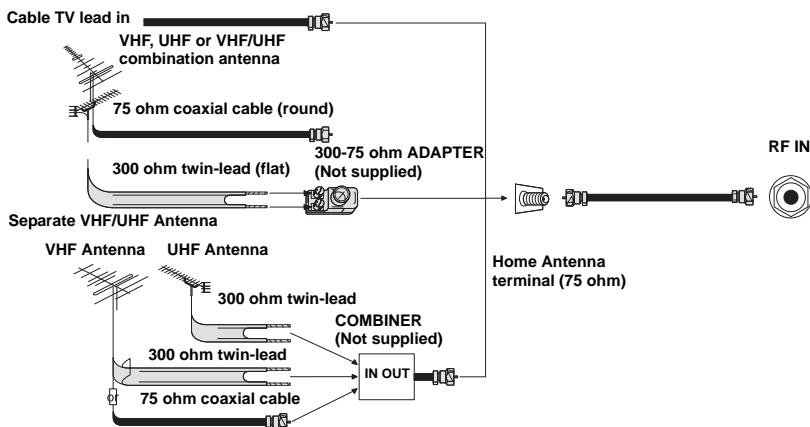 Cable TV lead in
VHF, UHF or VHF/UHF
combination antenna
75 ohm coaxial cable (round)
300 ohm twin-lead (flat)
300-75 ohm ADAPTER
(Not supplied)
RF IN
Separate VHF/UHF Antenna
VHF Antenna
UHF Antenna
Home Antenna
terminal (75 ohm)
300 ohm twin-lead
COMBINER
(Not supplied)
300 ohm twin-lead
IN OUT
or
75 ohm coaxial cable